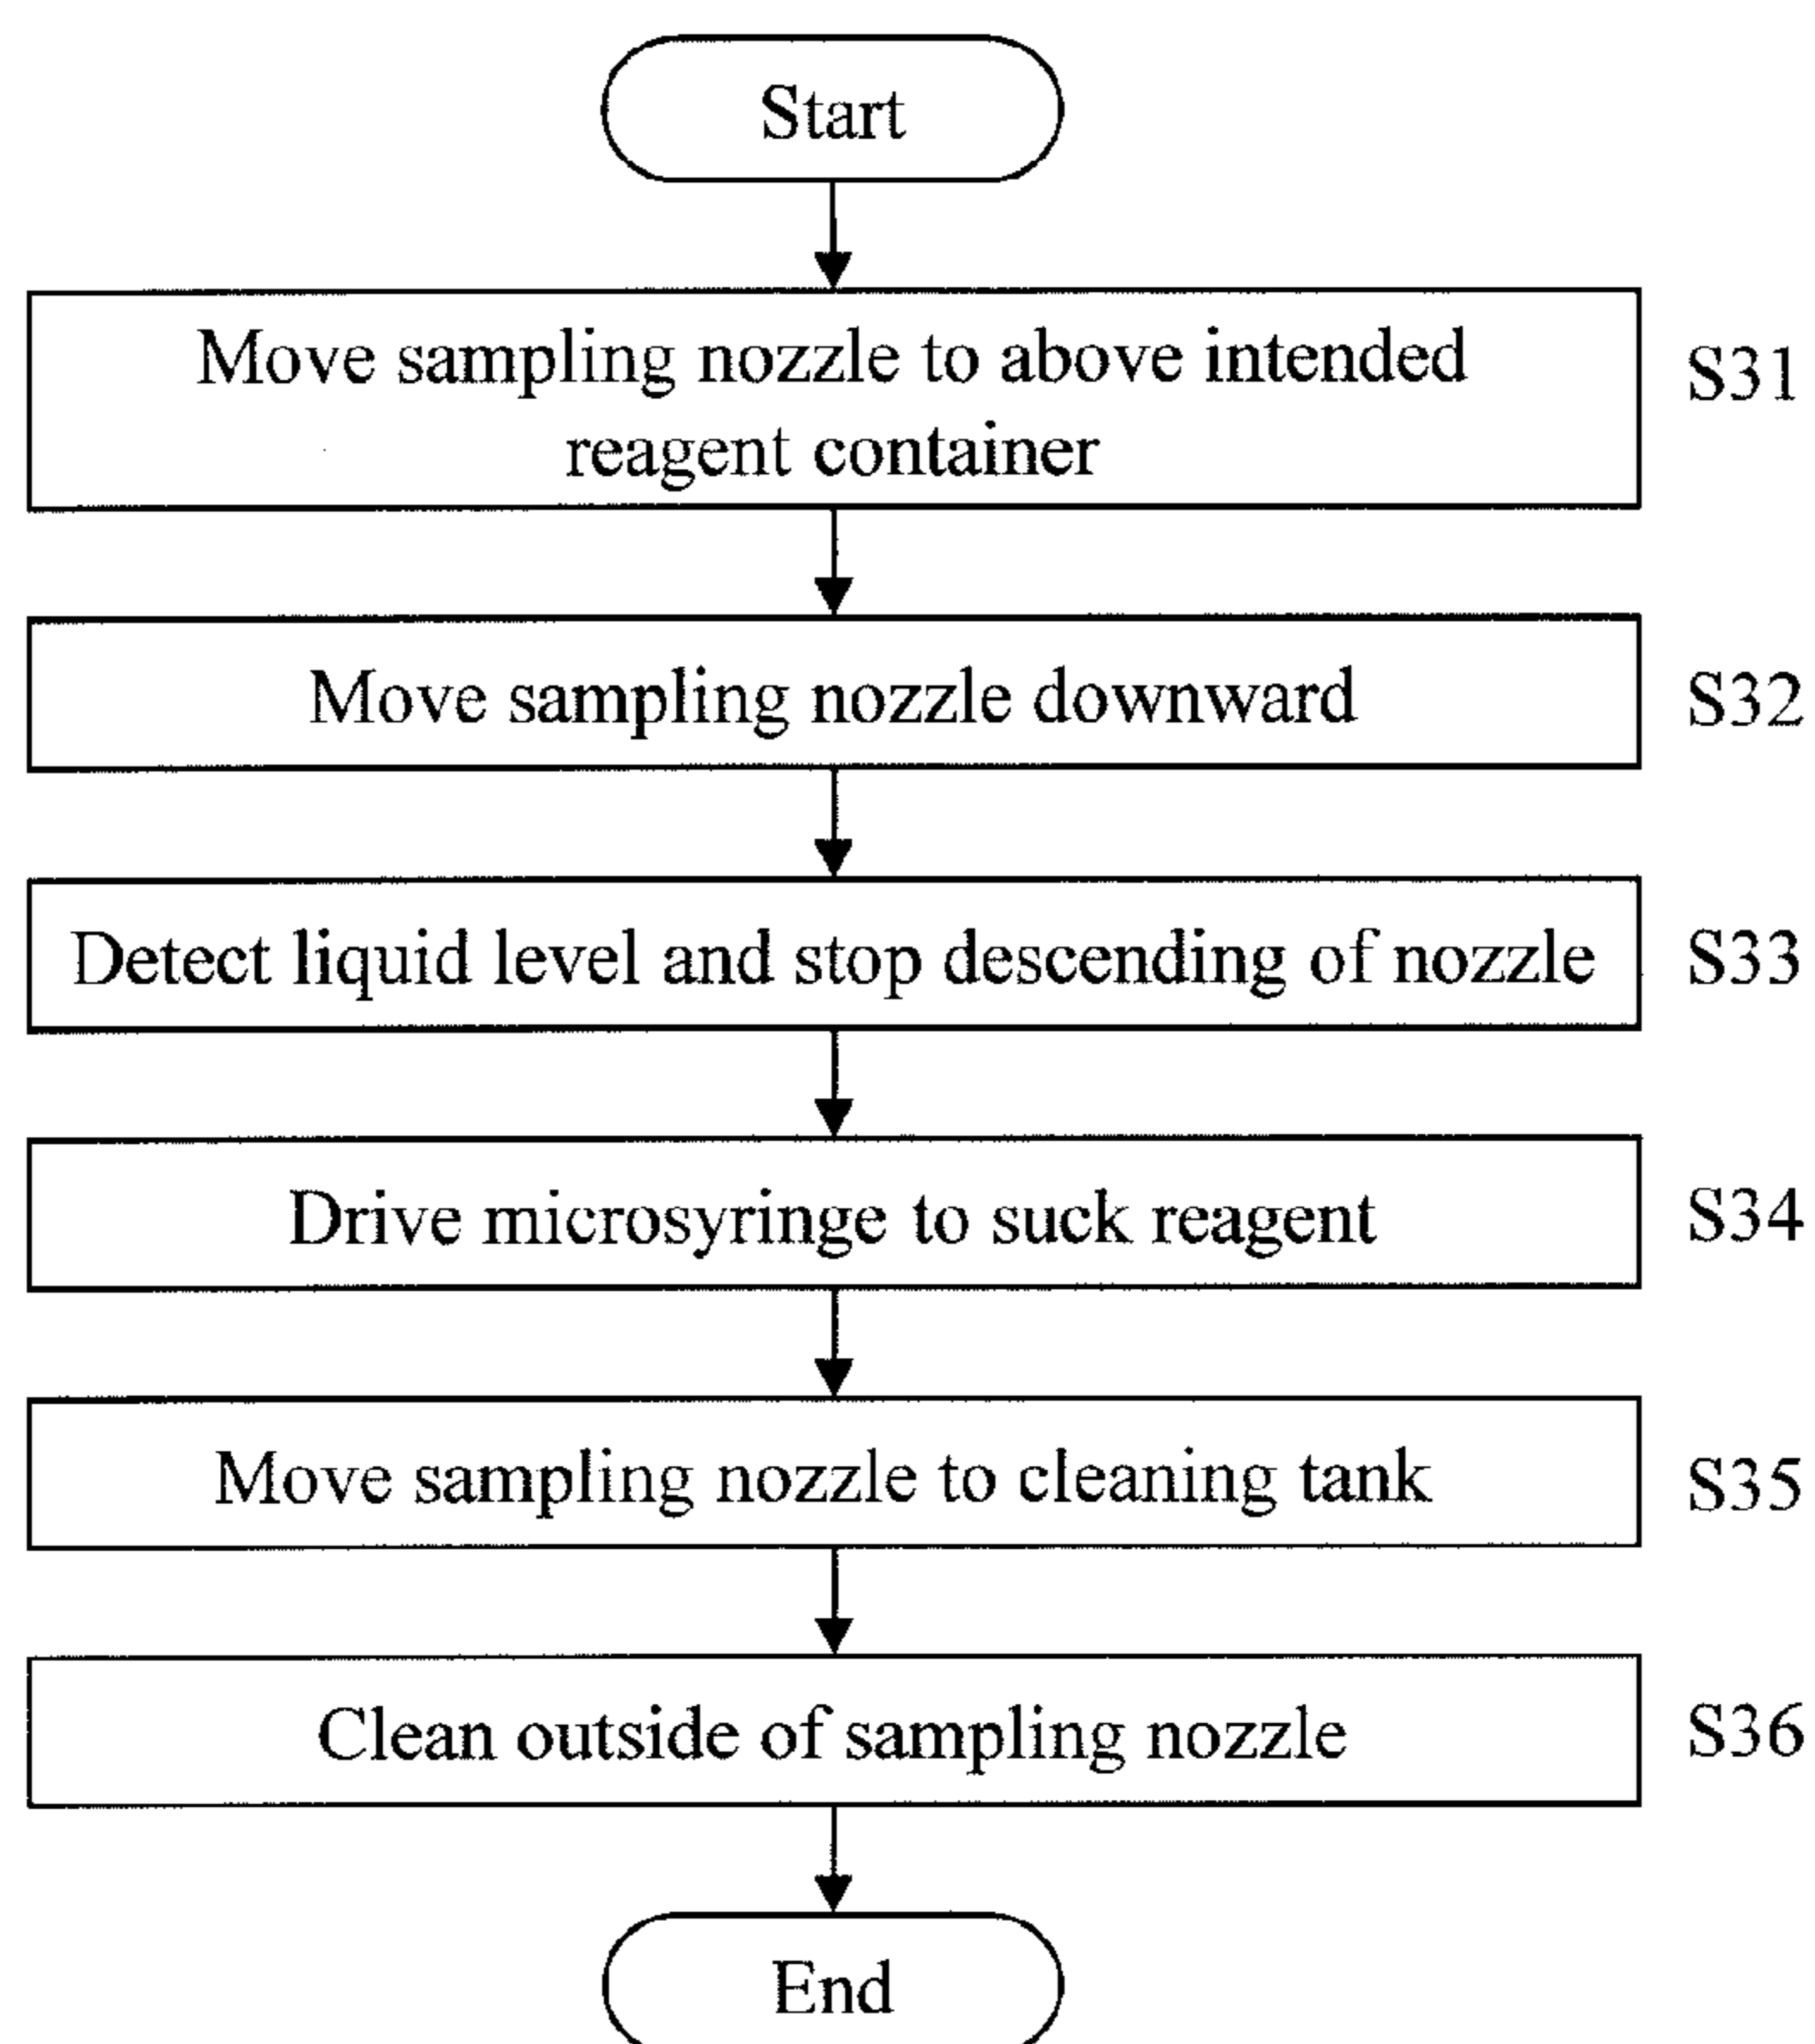 Start
Move sampling nozzle to above intended
reagent container
S31
Move sampling nozzle downward
S32
Detect liquid level and stop descending of nozzle
S33
Drive microsyringe to suck reagent
S34
Move sampling nozzle to cleaning tank
S35
Clean outside of sampling nozzle
S36
End